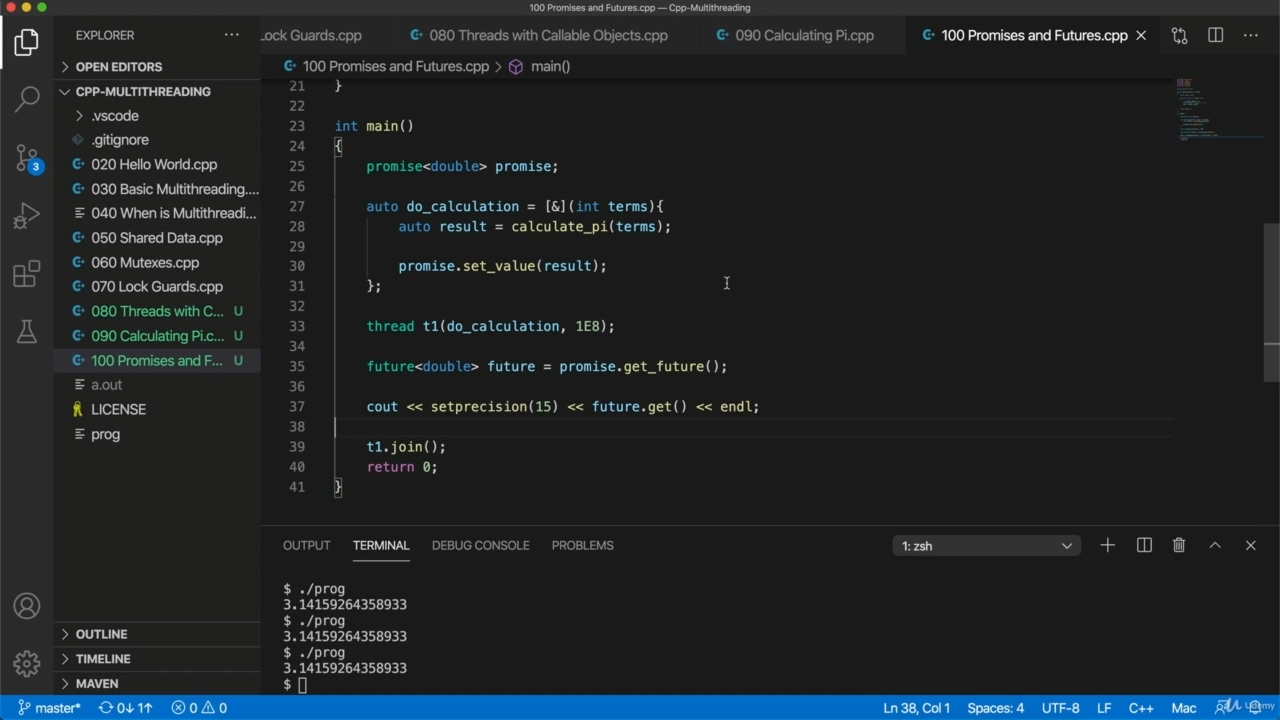 100 Promises and Futures.cpp — Cpp-Multithreading
EXPLORER
Lock Guards.cpp
080 Threads with Callable Objects.cpp
090 Calculating Pi.cpp
100 Promises and Futures.cpp
OPEN EDITORS
100 Promises and Futures.cpp > main()
CPP-MULTITHREADING
.vscode
.gitignore
020 Hello World.cpp
030 Basic Multithreading....
040 When is Multithreadi...
050 Shared Data.cpp
060 Mutexes.cpp
070 Lock Guards.cpp
080 Threads with C... U
090 Calculating Pi.c... U
100 Promises and F... U
a.out
LICENSE
prog
OUTLINE
TIMELINE
MAVEN
3
21 }
22
23 int main()
24 {
25 promise<double> promise;
26
27 auto do_calculation = [&](int terms){
28 auto result = calculate_pi(terms);
29
30 promise.set_value(result);
31 };
32
33 thread t1(do_calculation, 1E8);
34
35 future<double> future = promise.get_future();
36
37 cout << setprecision(15) << future.get() << endl;
38
39 t1.join();
40 return 0;
41 }
OUTPUT TERMINAL DEBUG CONSOLE PROBLEMS 1: zsh
$ ./prog
3.14159264358933
$ ./prog
3.14159264358933
$ ./prog
3.14159264358933
$
master* 0↓ 1↑ 0 0 Ln 38, Col 1 Spaces: 4 UTF-8 LF C++ Mac
Udemy